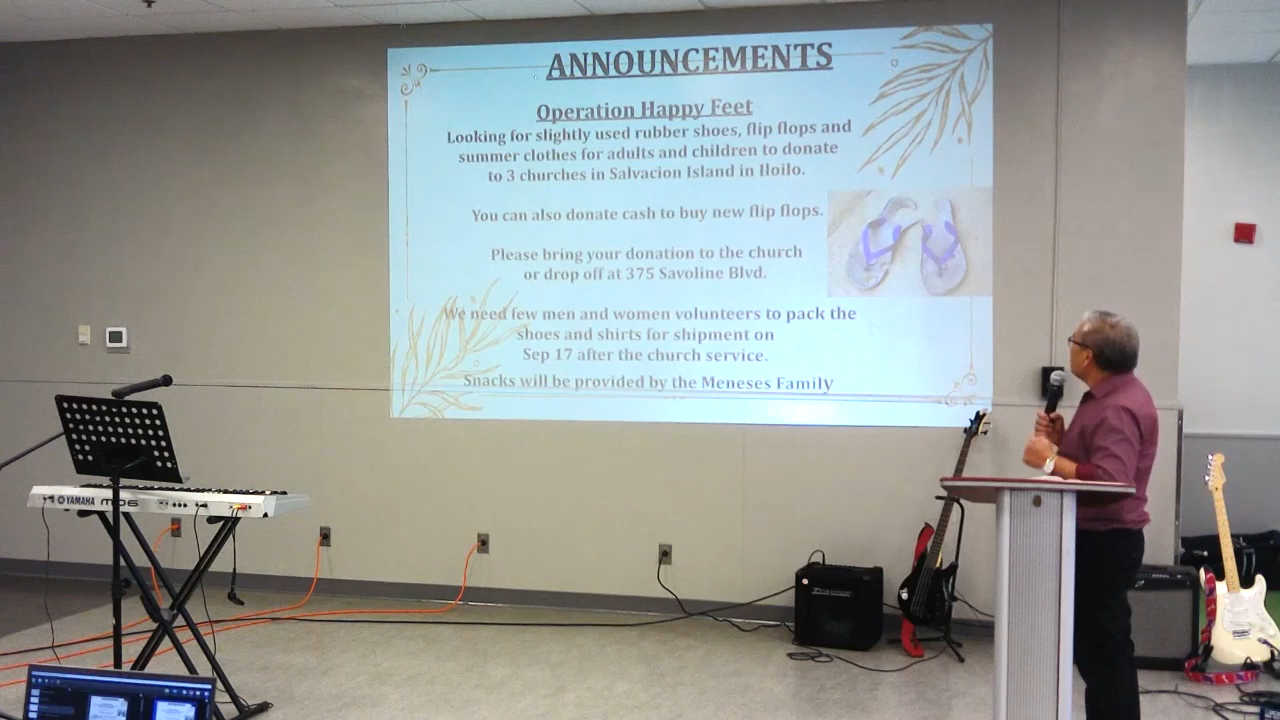 ANNOUNCEMENTS
Operation Happy Feet
Looking for slightly used rubber shoes, flip flops and
summer clothes for adults and children to donate
to 3 churches in Salvacion Island in Iloilo.
You can also donate cash to buy new flip flops.
Please bring your donation to the church
or drop off at 375 Savoline Blvd.
We need few men and women volunteers to pack the
shoes and shirts for shipment on
Sep 17 after the church service.
Snacks will be provided by the Meneses Family
YAMAHA MO6